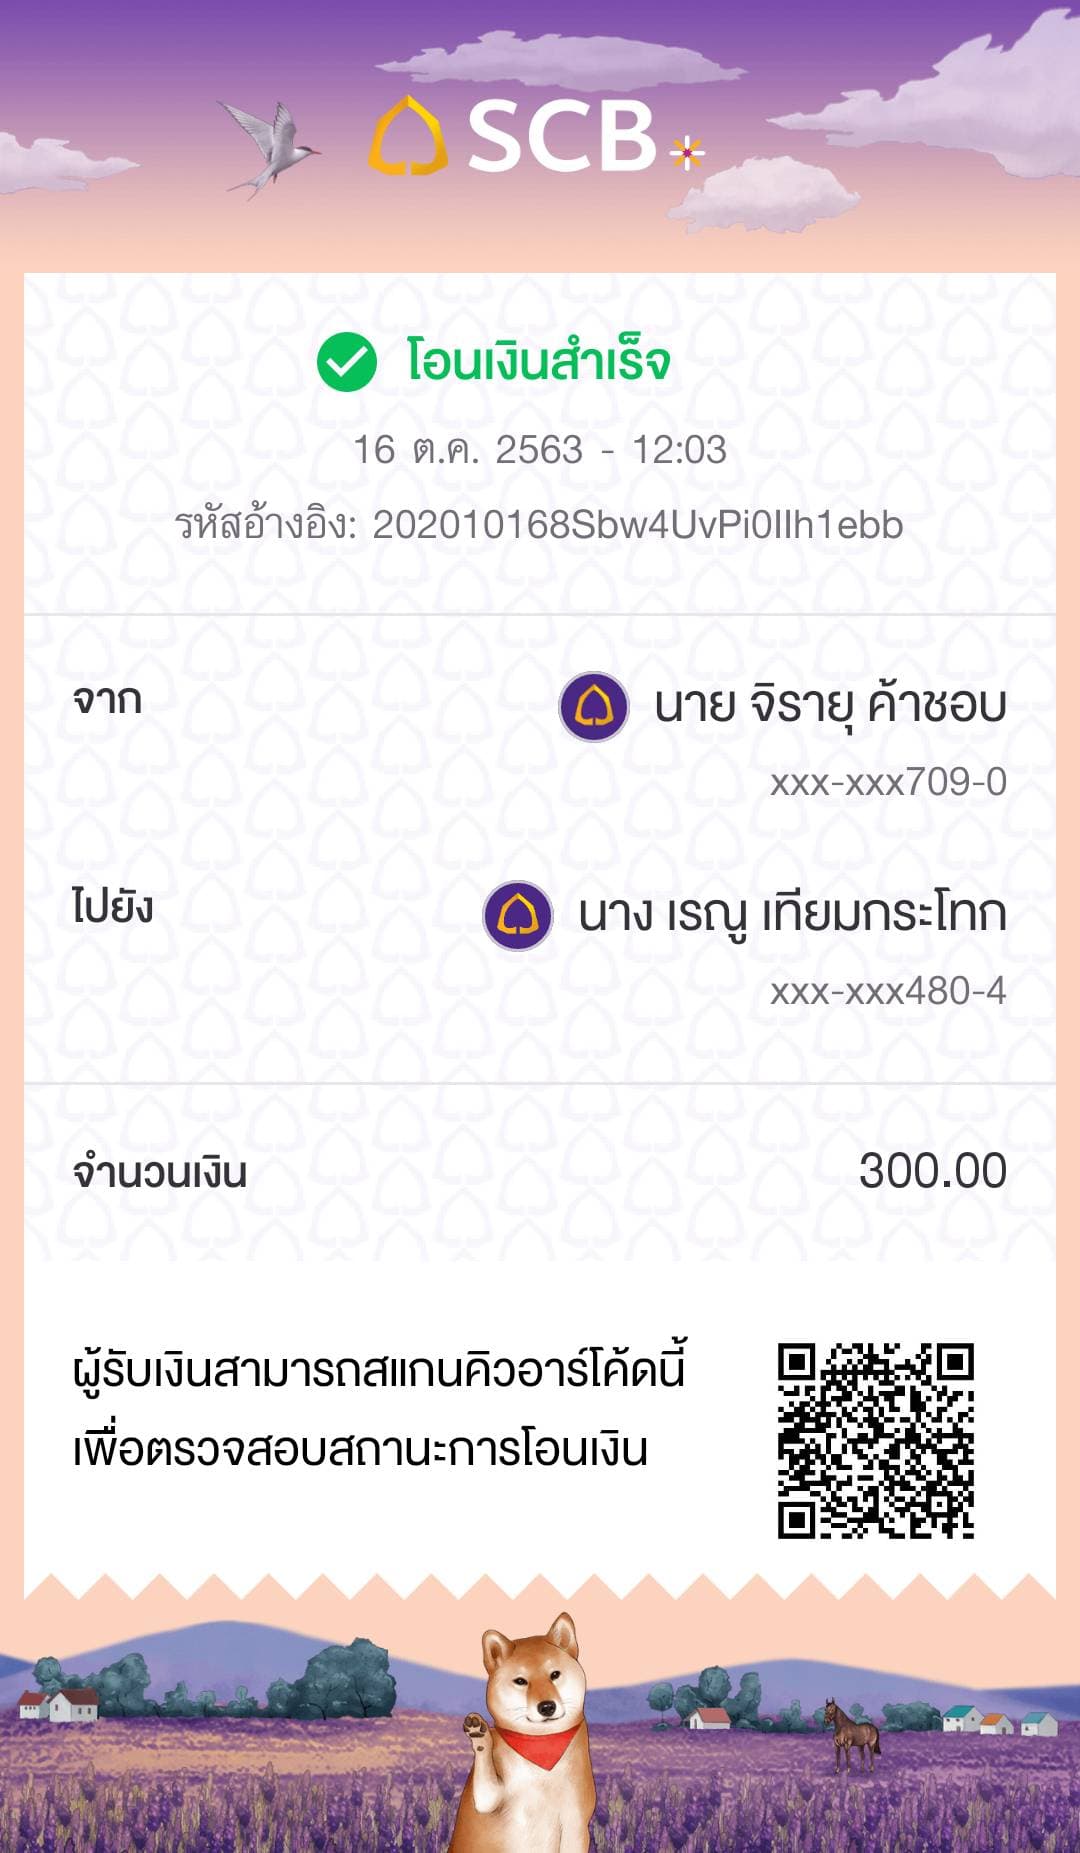 SCB
โอนเงินสำเร็จ
16 ต.ค. 2563 - 12:03
รหัสอ้างอิง: 202010168Sbw4UvPi0IIh1ebb
จาก
นาย จิรายุ ค้าชอบ
xxx-xxx709-0
ไปยัง
นาง เรณู เทียมกระโทก
xxx-xxx480-4
จำนวนเงิน 300.00
ผู้รับเงินสามารถสแกนคิวอาร์โค้ดนี้
เพื่อตรวจสอบสถานะการโอนเงิน